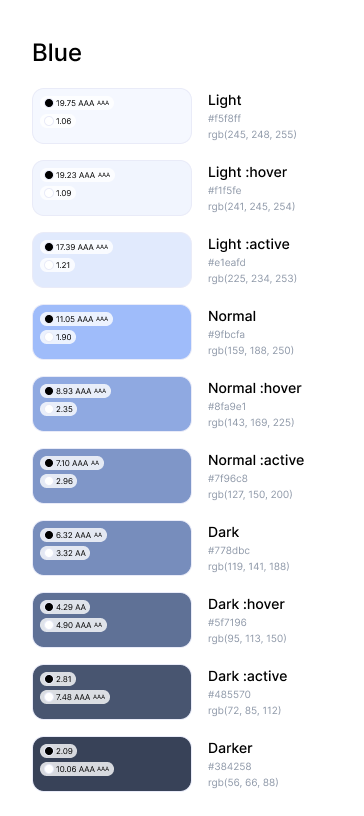 Blue
19.75 AAA AAA
1.06
Light
#f5f8ff
rgb(245, 248, 255)
19.23 AAA AAA
1.09
Light :hover
#f1f5fe
rgb(241, 245, 254)
17.39 AAA AAA
1.21
Light :active
#e1eafd
rgb(225, 234, 253)
11.05 AAA AAA
1.90
Normal
#9fbcfa
rgb(159, 188, 250)
8.93 AAA AAA
2.35
Normal :hover
#8fa9e1
rgb(143, 169, 225)
7.10 AAA AA
2.96
Normal :active
#7f96c8
rgb(127, 150, 200)
6.32 AAA AA
3.32 AA
Dark
#778dbc
rgb(119, 141, 188)
4.29 AA
4.90 AAA AA
Dark :hover
#5f7196
rgb(95, 113, 150)
2.81
7.48 AAA AAA
Dark :active
#485570
rgb(72, 85, 112)
2.09
10.06 AAA AAA
Darker
#384258
rgb(56, 66, 88)